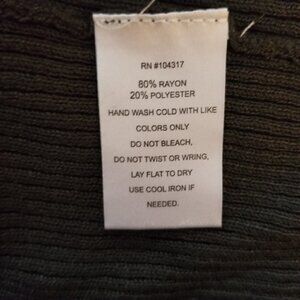 RN #104317
80% RAYON
20% POLYESTER
HAND WASH COLD WITH LIKE
COLORS ONLY
DO NOT BLEACH,
DO NOT TWIST OR WRING,
LAY FLAT TO DRY
USE COOL IRON IF
NEEDED.